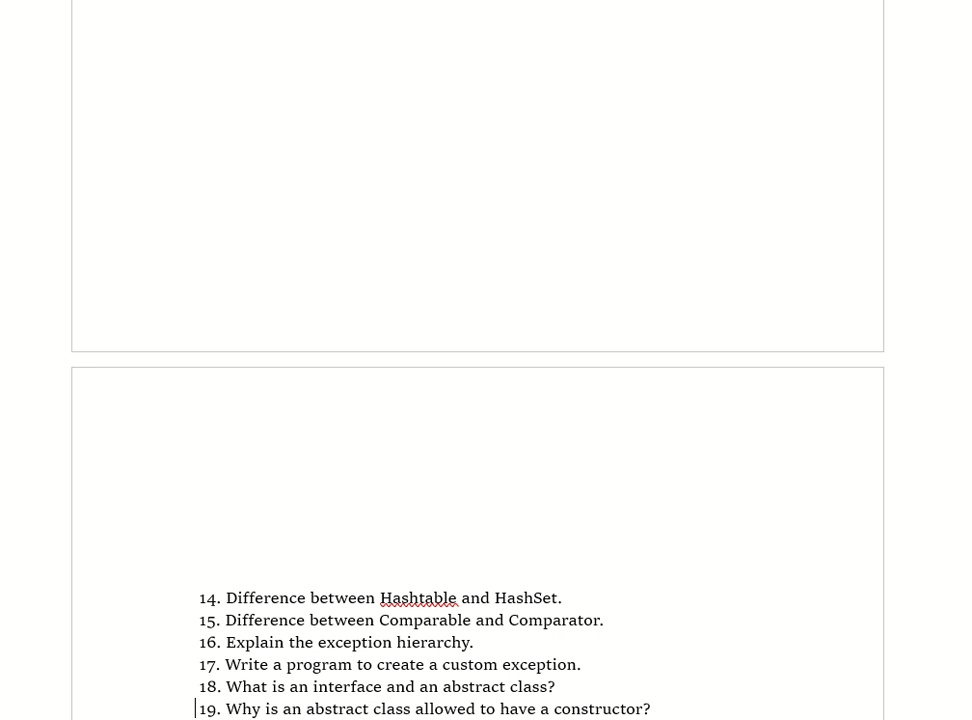 14. Difference between Hashtable and HashSet.
15. Difference between Comparable and Comparator.
16. Explain the exception hierarchy.
17. Write a program to create a custom exception.
18. What is an interface and an abstract class?
19. Why is an abstract class allowed to have a constructor?